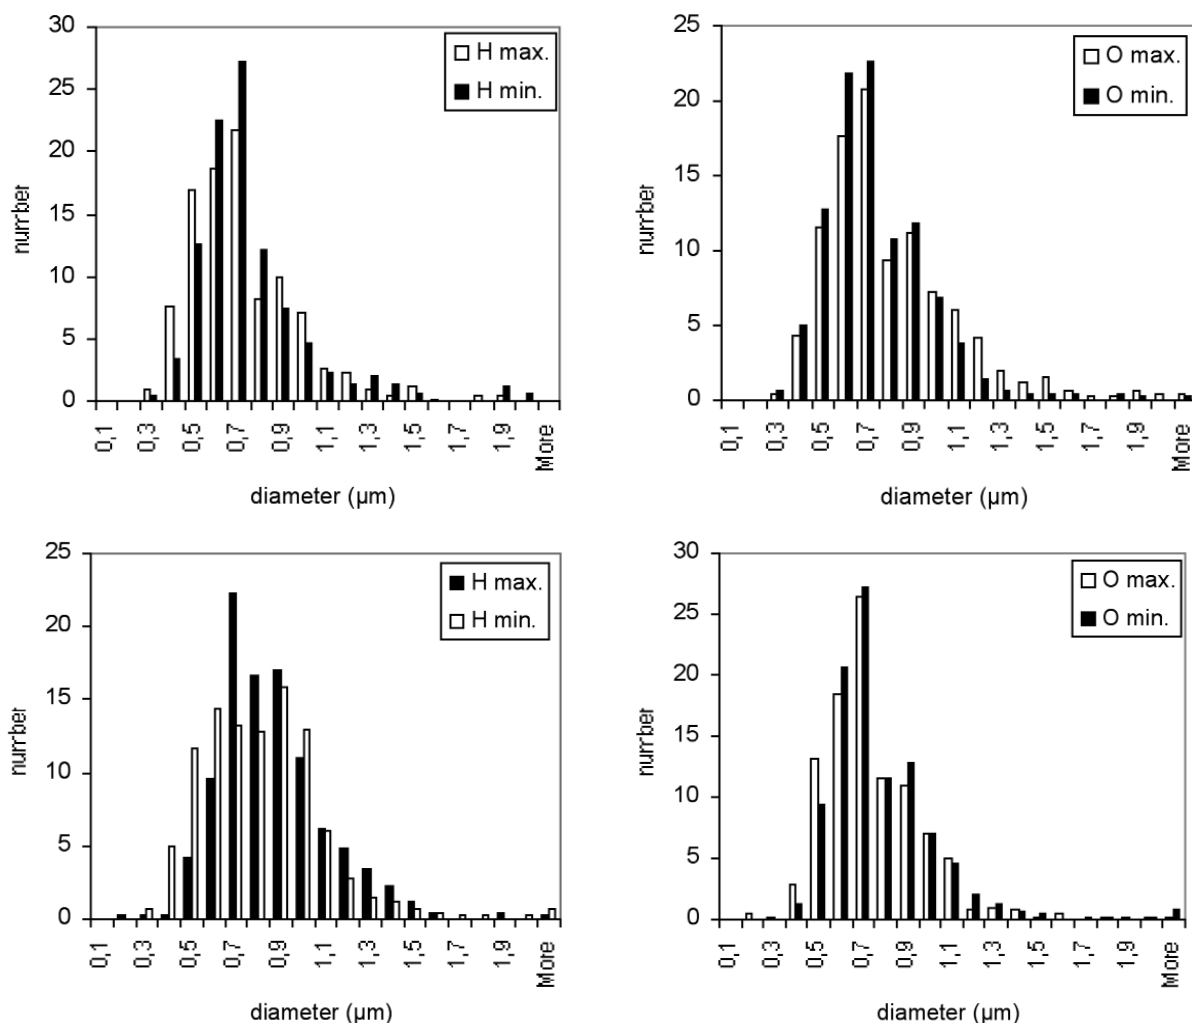 30
25
20
15
10
5
0
number
H max.
H min.
0,1 0,3 0,5 0,7 0,9 1,1 1,3 1,5 1,9 More
diameter (µm)
25
20
15
10
5
0
number
O max.
O min.
0,1 0,3 0,5 0,7 0,9 1,1 1,3 1,5 1,7 1,9 More
diameter (µm)
25
20
15
10
5
0
number
H max.
H min.
0,1 0,3 0,5 0,7 0,9 1,1 1,3 1,5 1,7 1,9 More
diameter (µm)
30
25
20
15
10
5
0
number
O max.
O min.
0,1 0,3 0,5 0,7 0,9 1,1 1,3 1,5 1,7 1,9 More
diameter (µm)